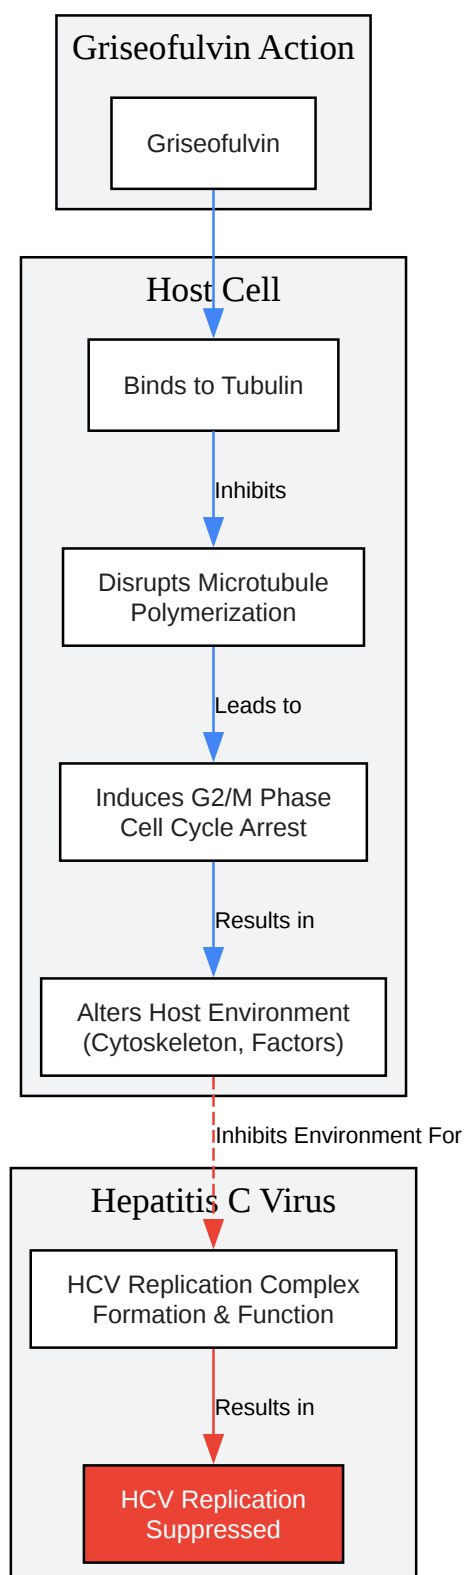 Griseofulvin Action
Griseofulvin
Host Cell
Binds to Tubulin
Inhibits
Disrupts Microtubule
Polymerization
Leads to
Induces G2/M Phase
Cell Cycle Arrest
Results in
Alters Host Environment
(Cytoskeleton, Factors)
Inhibits Environment For
Hepatitis C Virus
HCV Replication Complex
Formation & Function
Results in
HCV Replication
Suppressed